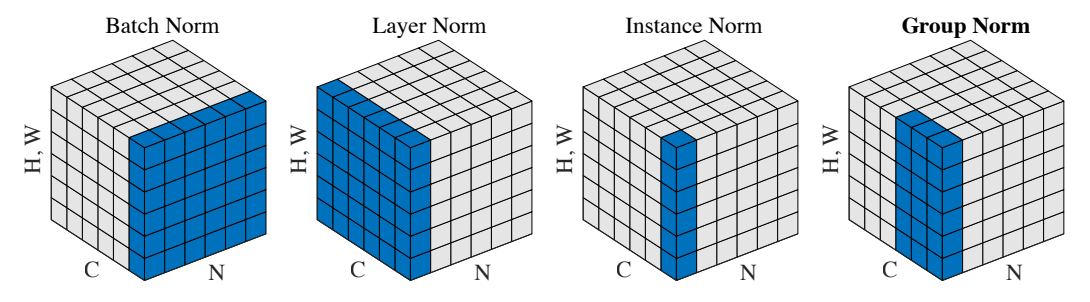 Batch Norm
Layer Norm
Instance Norm
Group Norm
H, W
C
N
H, W
C
N
H, W
C
N
H, W
C
N